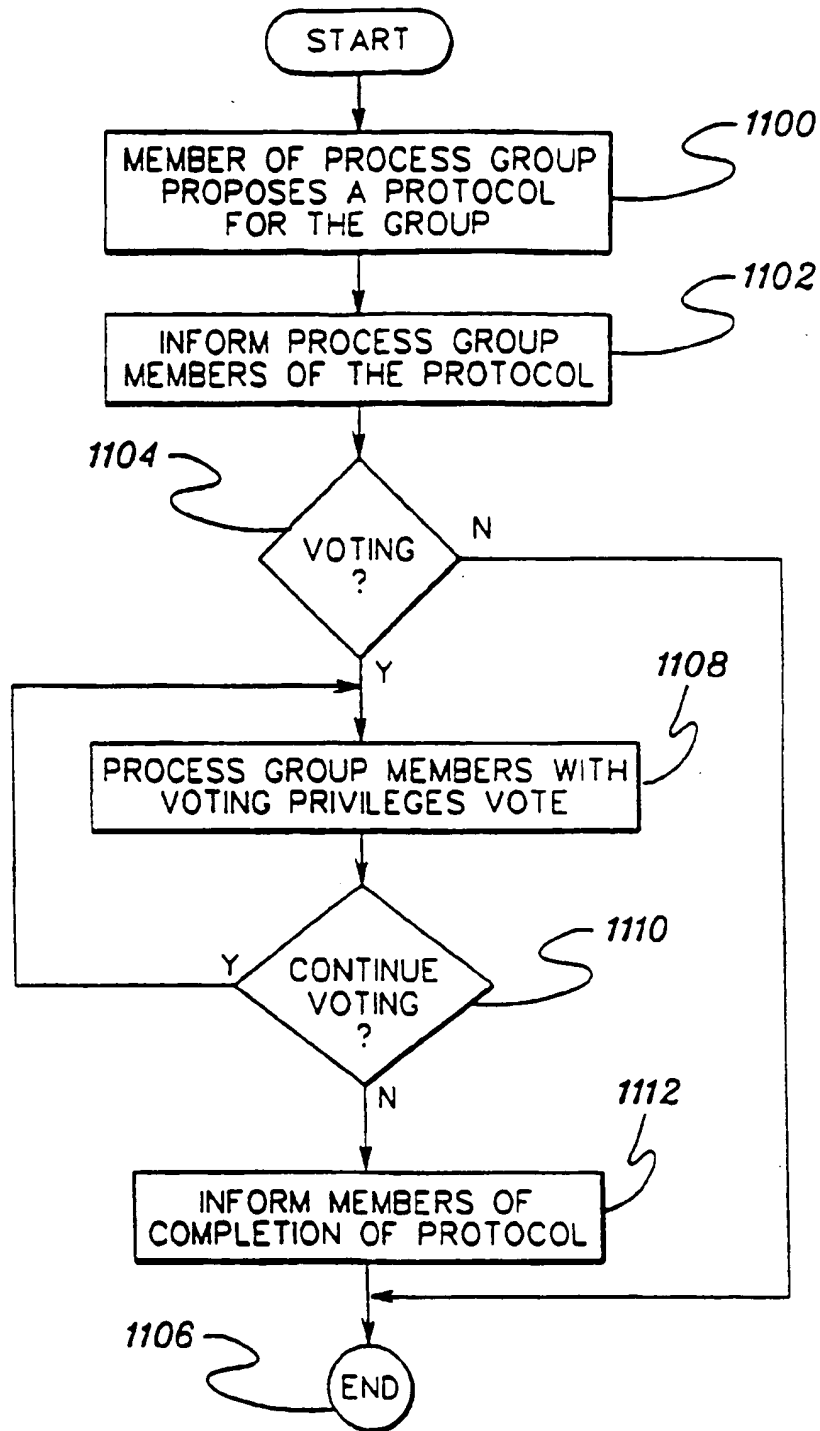 START
MEMBER OF PROCESS GROUP
PROPOSES A PROTOCOL
FOR THE GROUP
1100
INFORM PROCESS GROUP
MEMBERS OF THE PROTOCOL
1102
1104
VOTING
?
N
Y
1108
PROCESS GROUP MEMBERS WITH
VOTING PRIVILEGES VOTE
1110
Y
CONTINUE
VOTING
?
N
1112
INFORM MEMBERS OF
COMPLETION OF PROTOCOL
1106
END